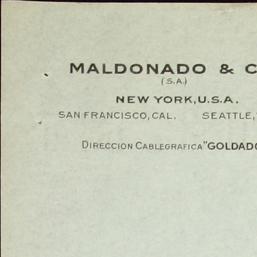 MALDONADO & C
(S.A.)
NEW YORK, U.S.A.
SAN FRANCISCO, CAL. SEATTLE,
DIRECCION CABLEGRAFICA "GOLDADO